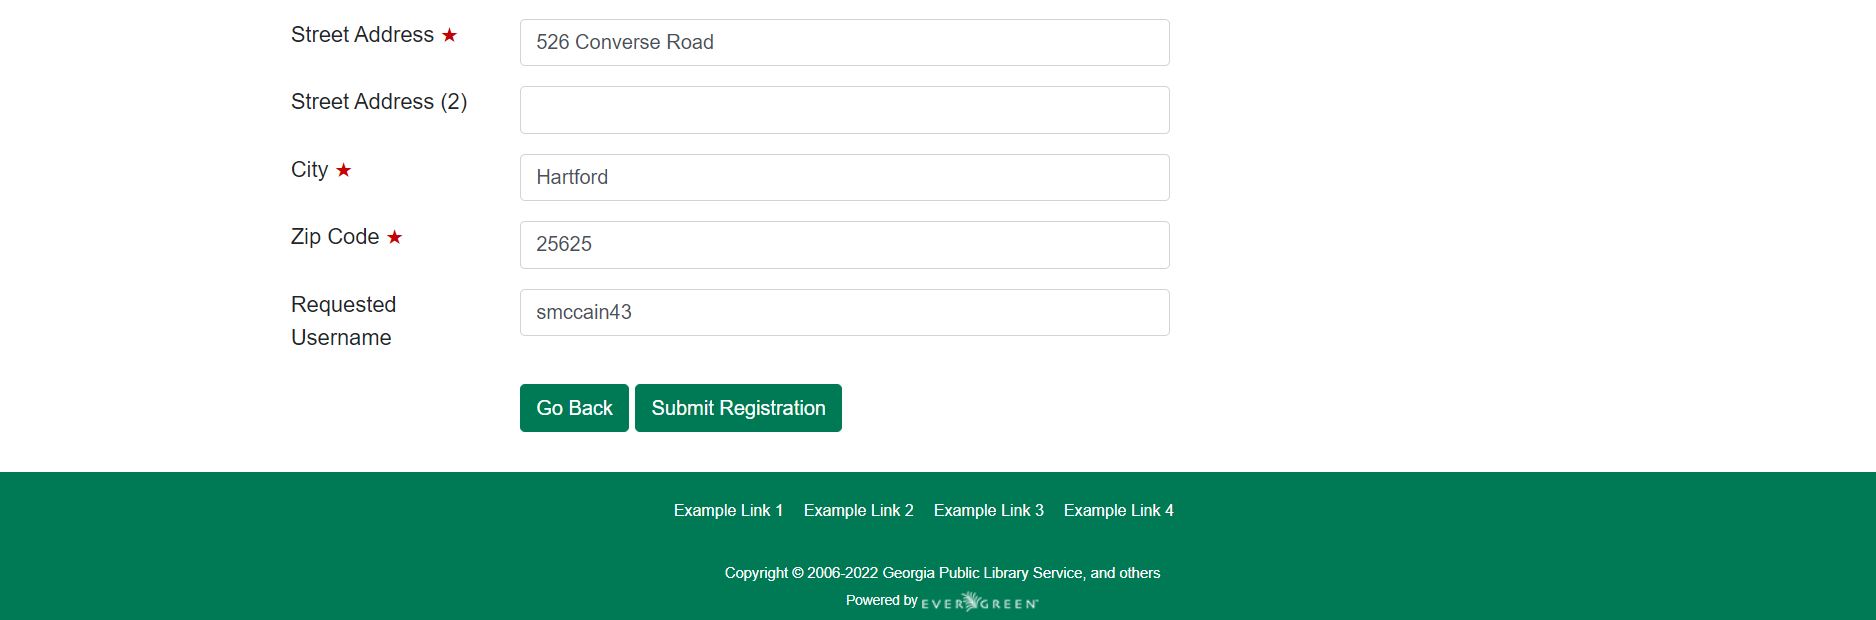 Street Address ★ 526 Converse Road
Street Address (2)
City ★ Hartford
Zip Code ★ 25625
Requested Username smccain43
Go Back Submit Registration
Example Link 1 Example Link 2 Example Link 3 Example Link 4
Copyright © 2006-2022 Georgia Public Library Service, and others
Powered by EVERGREEN™